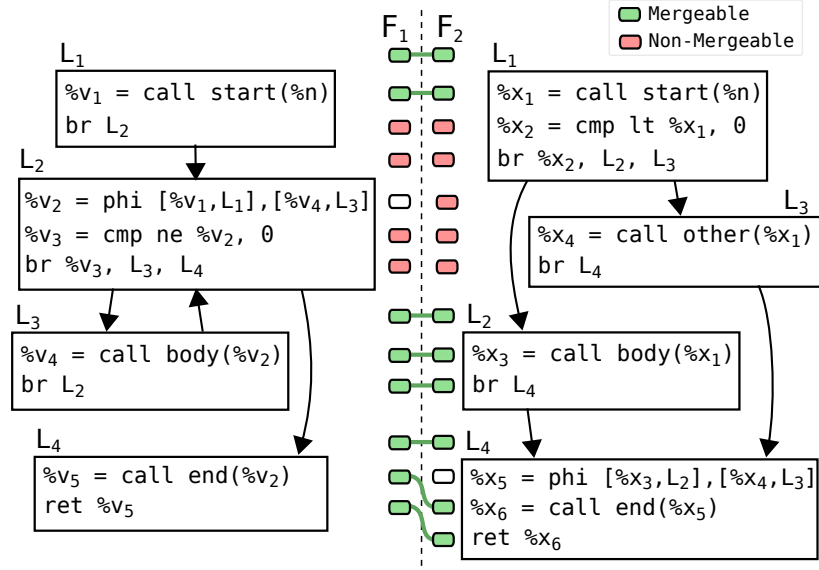 Mergeable
Non-Mergeable
F₁ F₂
L₁
%v₁ = call start(%n)
br L₂
L₂
%v₂ = phi [%v₁,L₁],[%v₄,L₃]
%v₃ = cmp ne %v₂, 0
br %v₃, L₃, L₄
L₃
%v₄ = call body(%v₂)
br L₂
L₄
%v₅ = call end(%v₂)
ret %v₅
L₁
%x₁ = call start(%n)
%x₂ = cmp lt %x₁, 0
br %x₂, L₂, L₃
L₃
%x₄ = call other(%x₁)
br L₄
L₂
%x₃ = call body(%x₁)
br L₄
L₄
%x₅ = phi [%x₃,L₂],[%x₄,L₃]
%x₆ = call end(%x₅)
ret %x₆